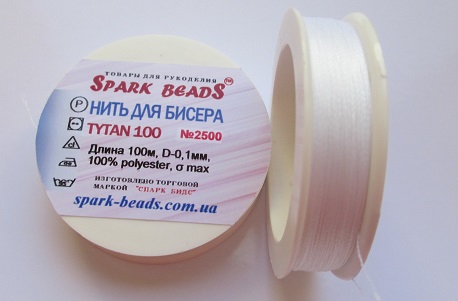 ТОВАРЫ ДЛЯ РУКОДЕЛИЯ
SPARK BEADS™
НИТЬ ДЛЯ БИСЕРА
TYTAN 100 №2500
Длина 100м, D-0,1мм,
100% polyester, σ max
ИЗГОТОВЛЕНО ТОРГОВОЙ
МАРКОЙ "СПАРК БИДС"
spark-beads.com.ua